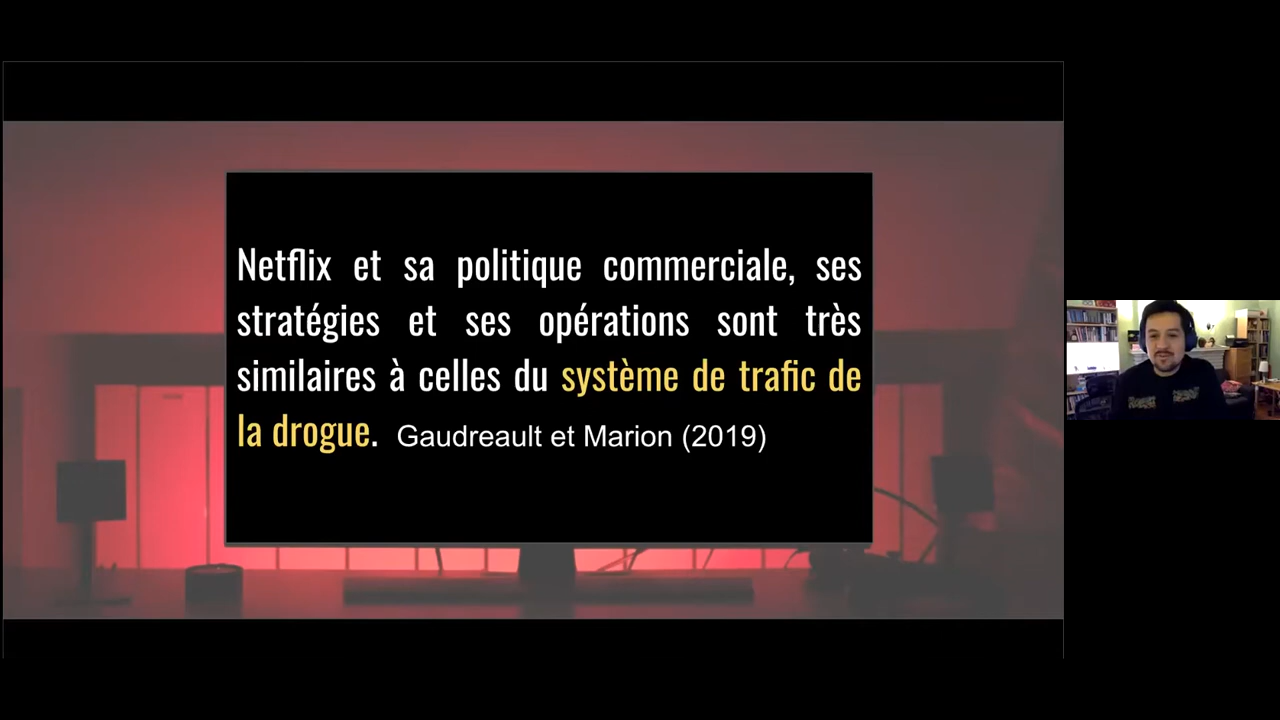 Netflix et sa politique commerciale, ses
stratégies et ses opérations sont très
similaires à celles du système de trafic de
la drogue. Gaudreault et Marion (2019)